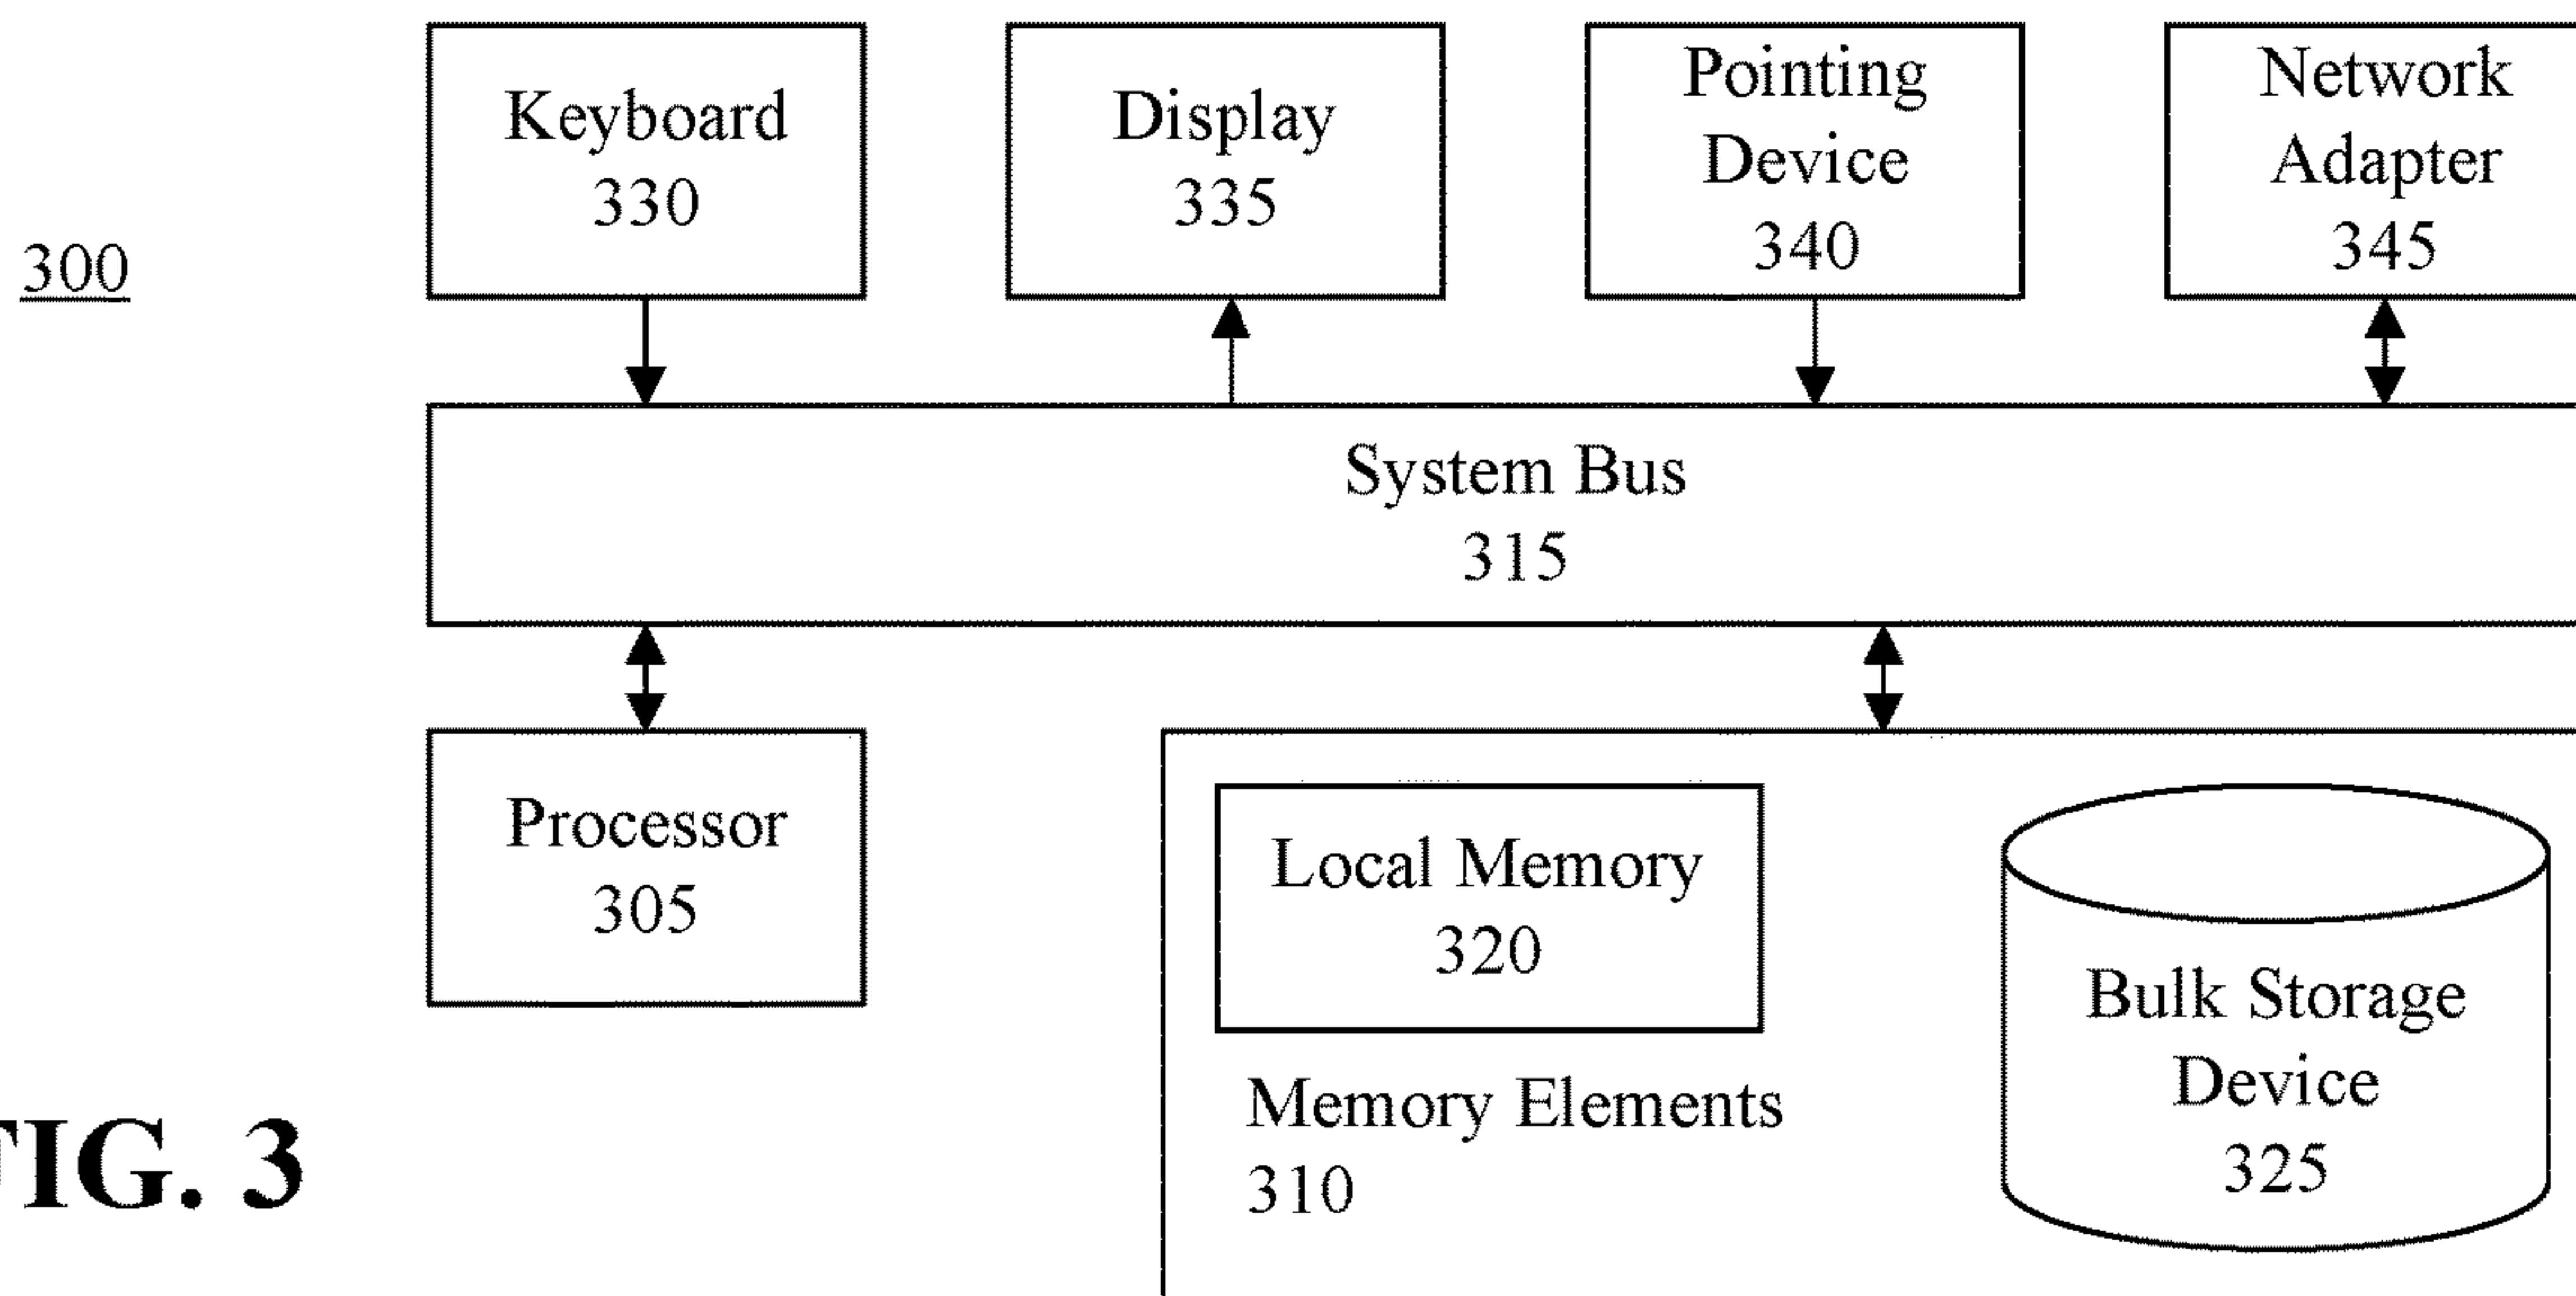 Keyboard
330
Display
335
Pointing
Device
340
Network
Adapter
345
300
System Bus
315
Processor
305
Local Memory
320
Memory Elements
310
Bulk Storage
Device
325
FIG. 3